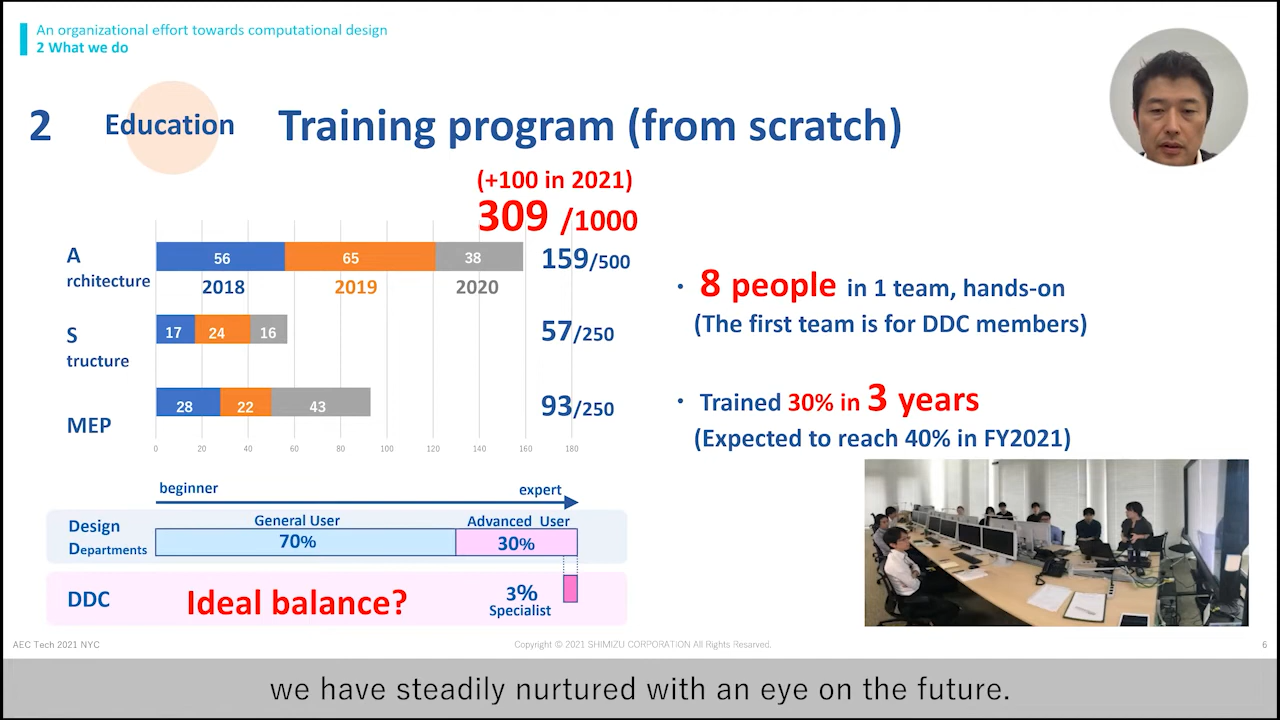 An organizational effort towards computational design
2 What we do
2 Education Training program (from scratch)
(+100 in 2021)
309 /1000
Architecture
56 65 38
159/500
2018 2019 2020
Structure
17 24 16
57/250
MEP
28 22 43
93/250
0 20 40 60 80 100 120 140 160 180
・ 8 people in 1 team, hands-on
(The first team is for DDC members)
・ Trained 30% in 3 years
(Expected to reach 40% in FY2021)
beginner expert
Design Departments
General User
70%
Advanced User
30%
DDC
Ideal balance?
3%
Specialist
AEC Tech 2021 NYC
Copyright © 2021 SHIMIZU CORPORATION All Rights Reserved.
6
we have steadily nurtured with an eye on the future.